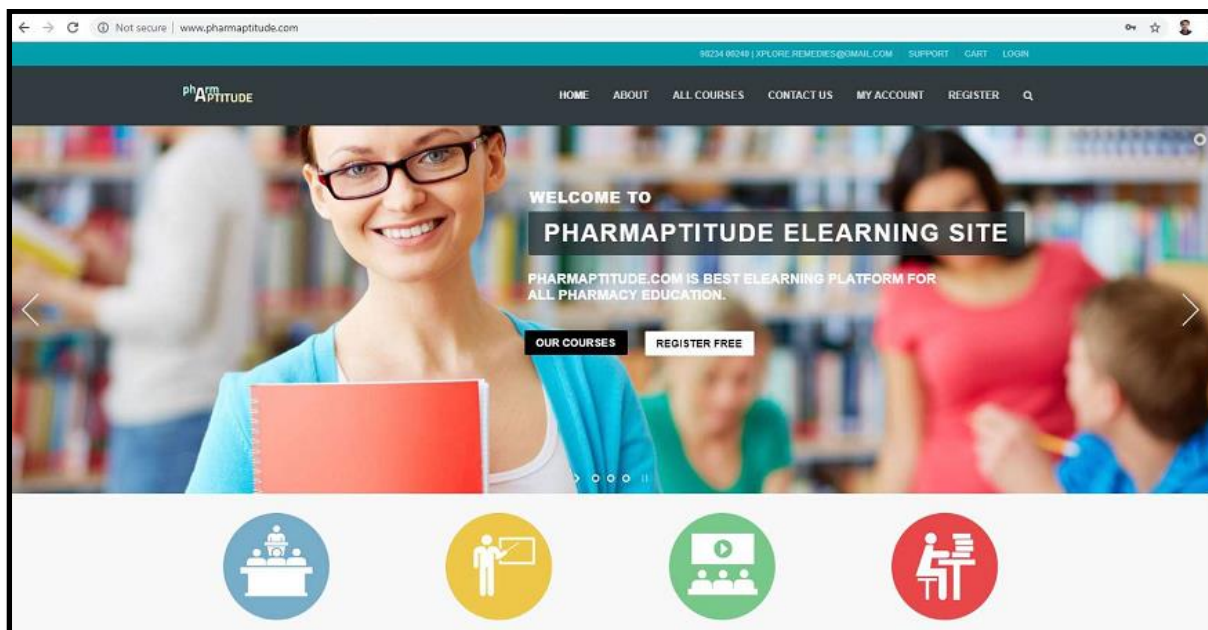 Not secure | www.pharmaptitude.com
98234 00240 | XPLORE.REMEDIES@GMAIL.COM SUPPORT CART LOGIN
phArm
APTITUDE
HOME ABOUT ALL COURSES CONTACT US MY ACCOUNT REGISTER
WELCOME TO
PHARMAPTITUDE ELEARNING SITE
PHARMAPTITUDE.COM IS BEST ELEARNING PLATFORM FOR
ALL PHARMACY EDUCATION.
OUR COURSES REGISTER FREE